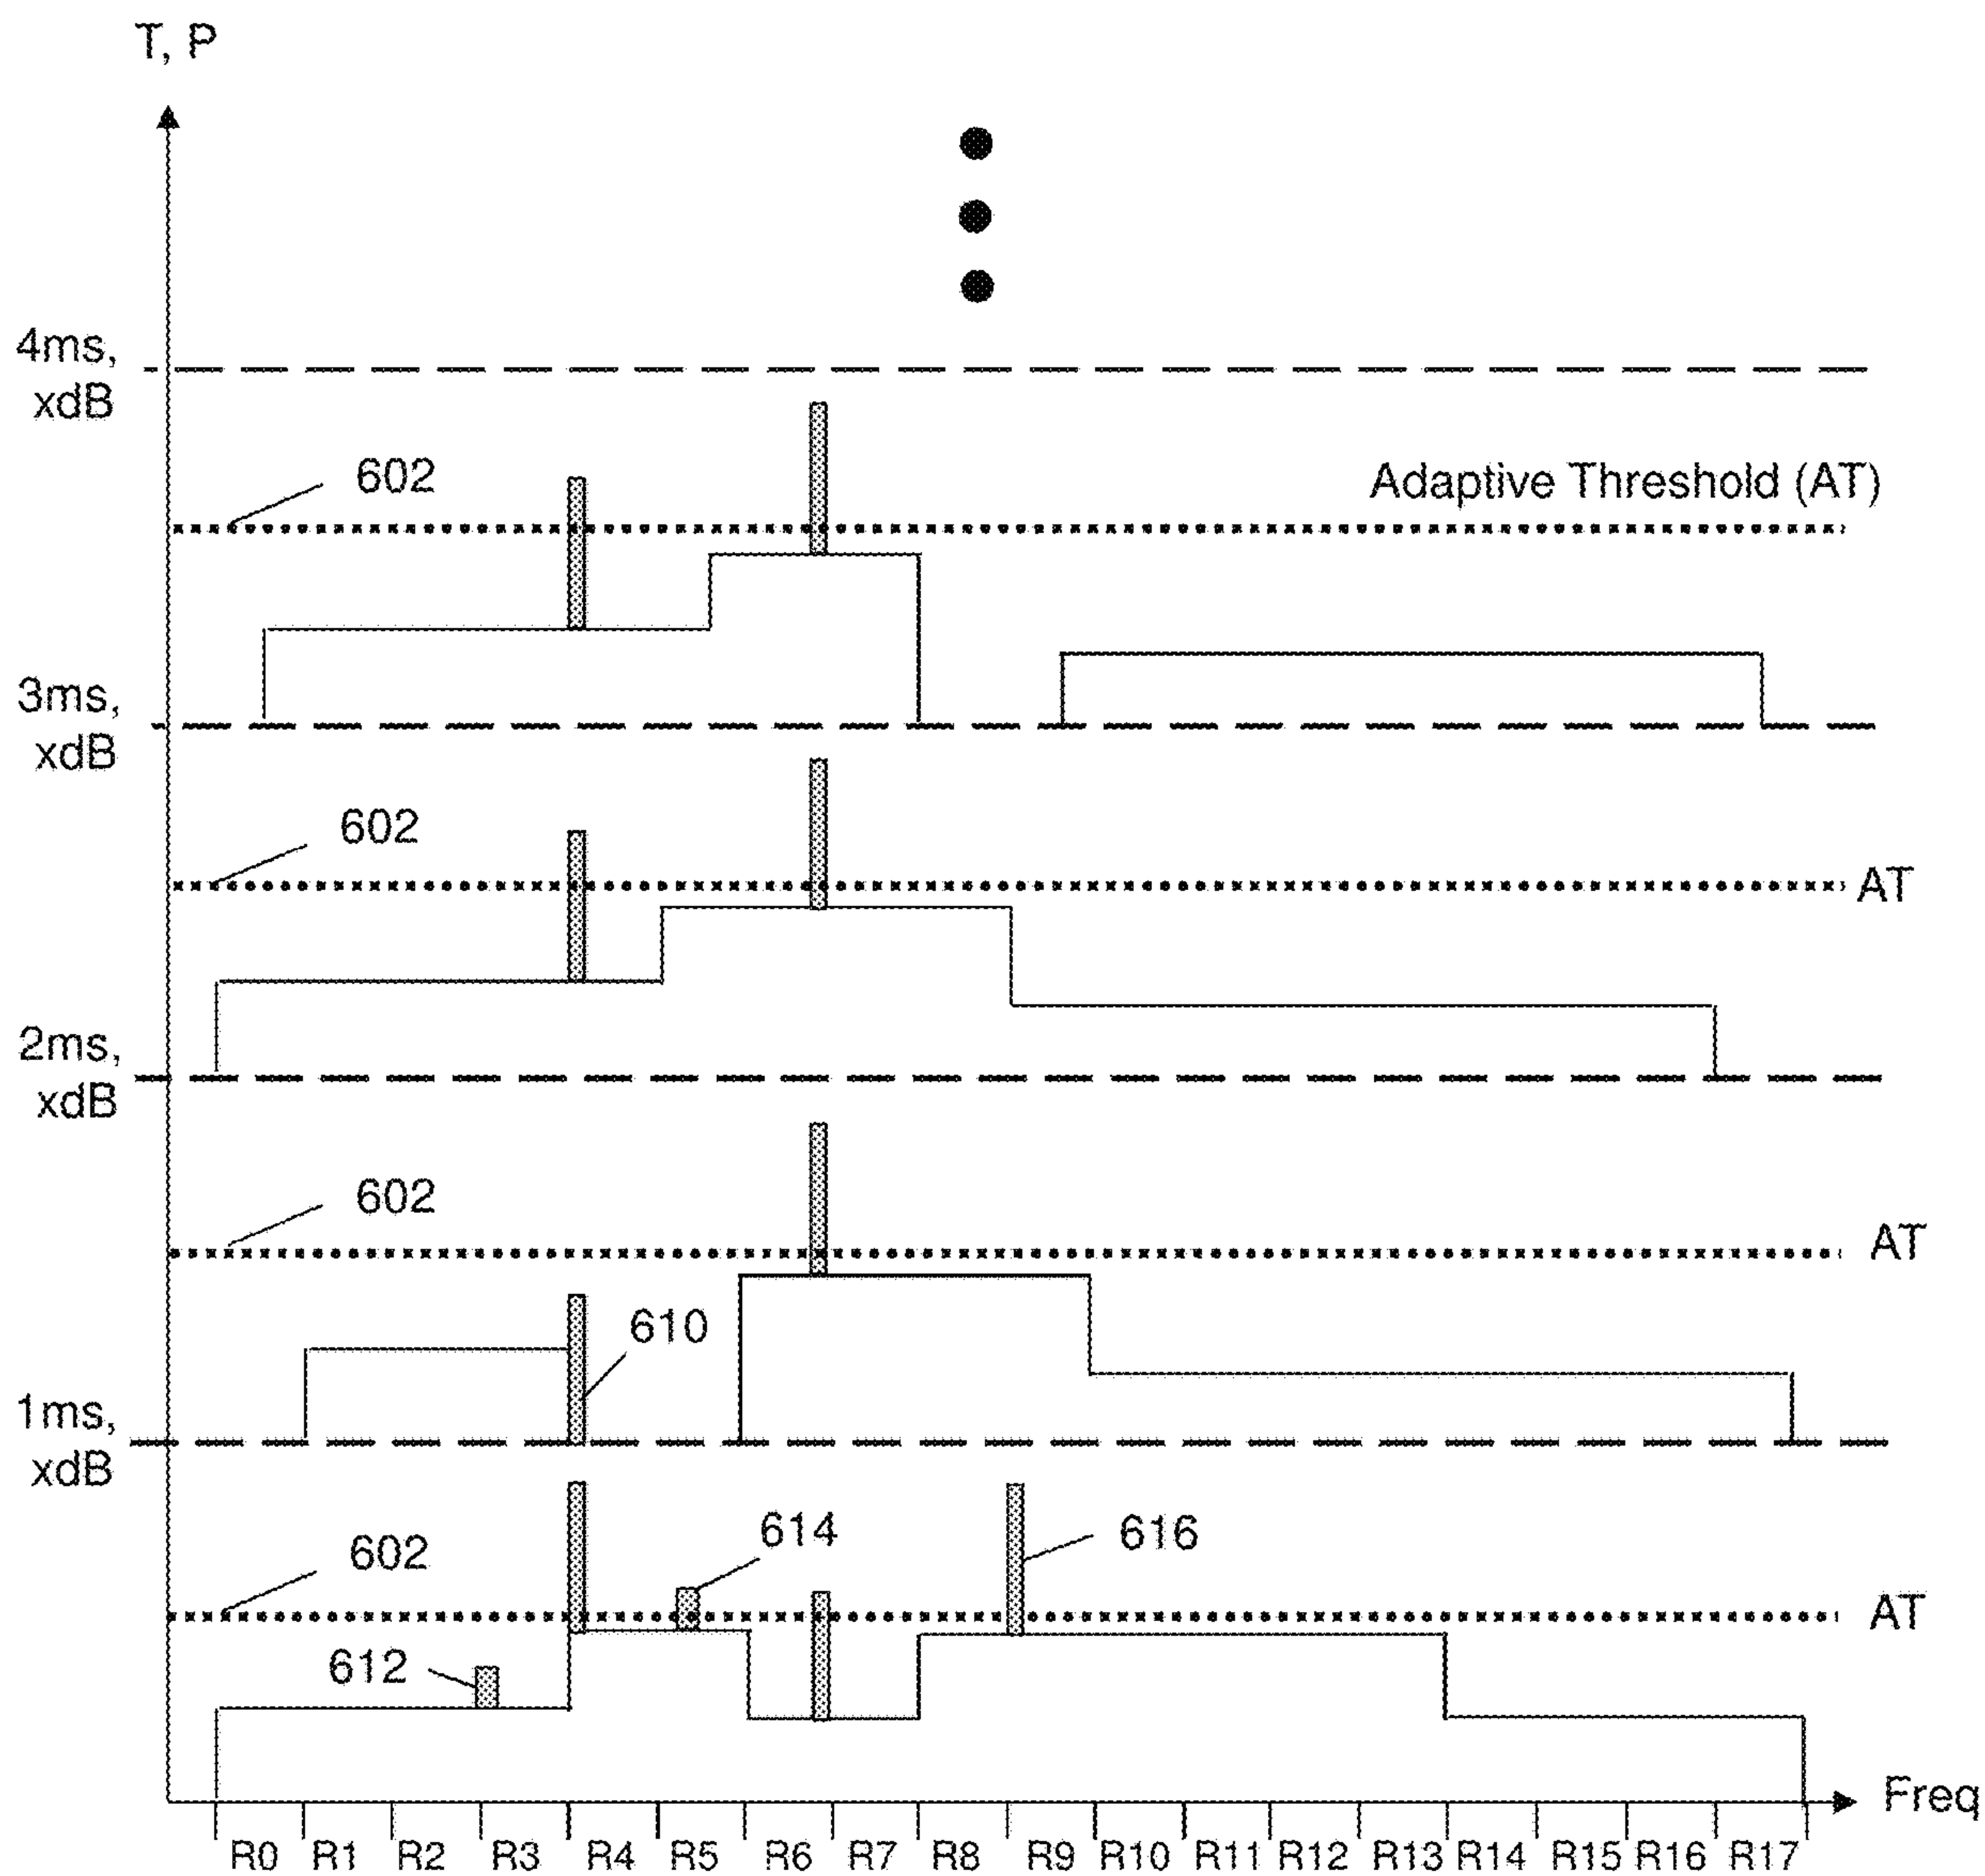 T, P
4ms,
xdB
602
Adaptive Threshold (AT)
3ms,
xdB
602
AT
2ms,
xdB
602
AT
610
1ms,
xdB
602
614
616
AT
612
Freq
R0 R1 R2 R3 R4 R5 R6 R7 R8 R9 R10 R11 R12 R13 R14 R15 R16 R17